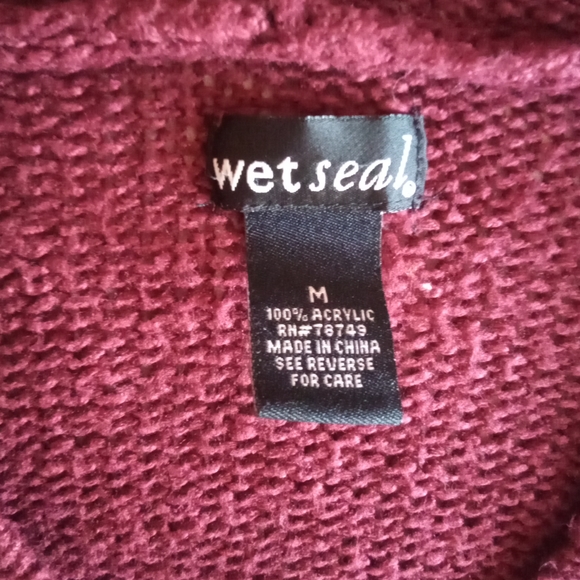 wet seal®
M
100% ACRYLIC
RN#78749
MADE IN CHINA
SEE REVERSE
FOR CARE